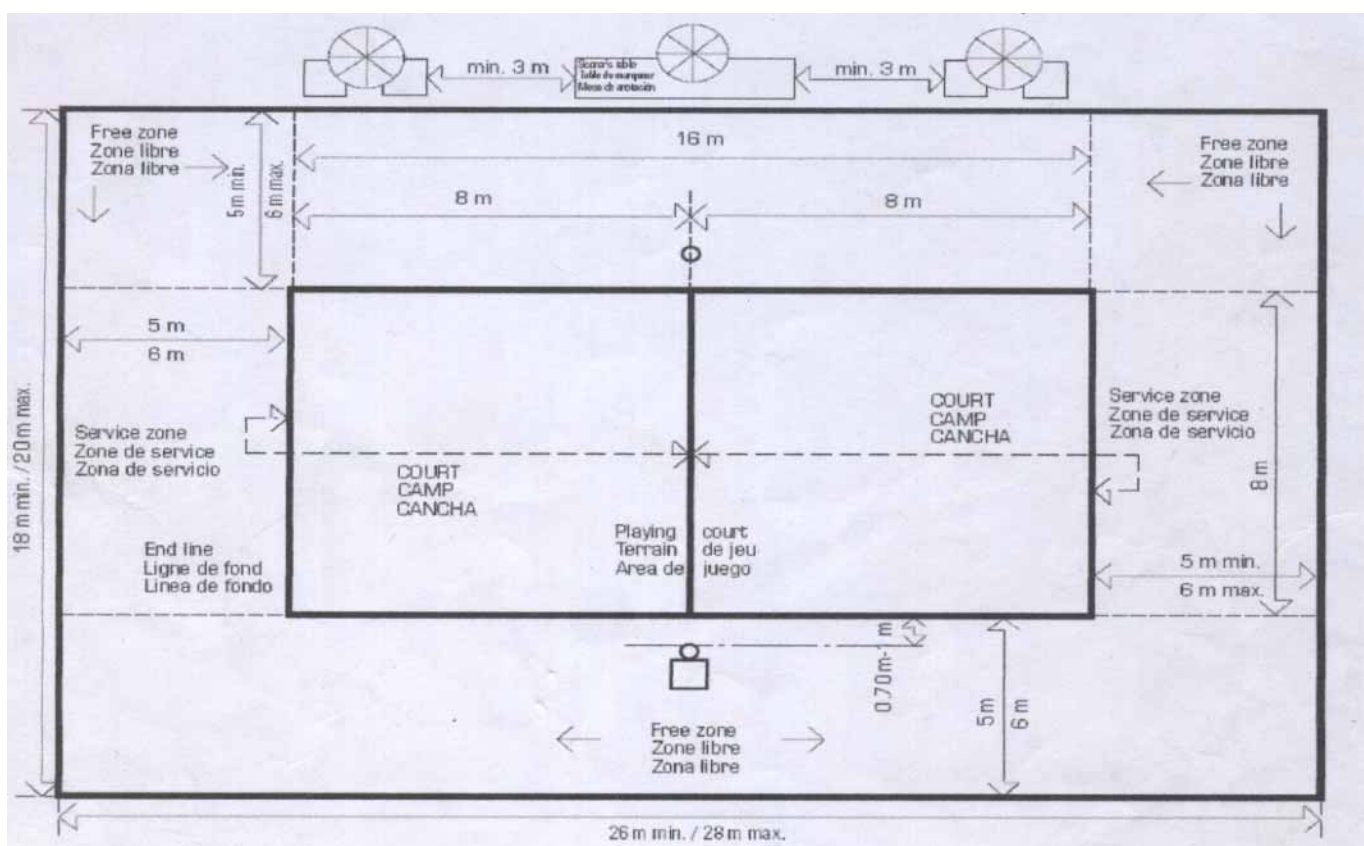 min. 3 m
Scorer's table
Table de marqueur
Mesa de anotación
min. 3 m
Free zone
Zone libre
Zona libre
5 m min.
6 m max.
16 m
8 m
8 m
Free zone
Zone libre
Zona libre
5 m
6 m
18 m min. / 20 m max.
Service zone
Zone de service
Zona de servicio
End line
Ligne de fond
Linea de fondo
COURT
CAMP
CANCHA
Playing court
Terrain de jeu
Area de juego
COURT
CAMP
CANCHA
Service zone
Zone de service
Zona de servicio
8 m
5 m min.
6 m max.
0.70m-1 m
5 m
6 m
Free zone
Zone libre
Zona libre
26 m min. / 28 m max.